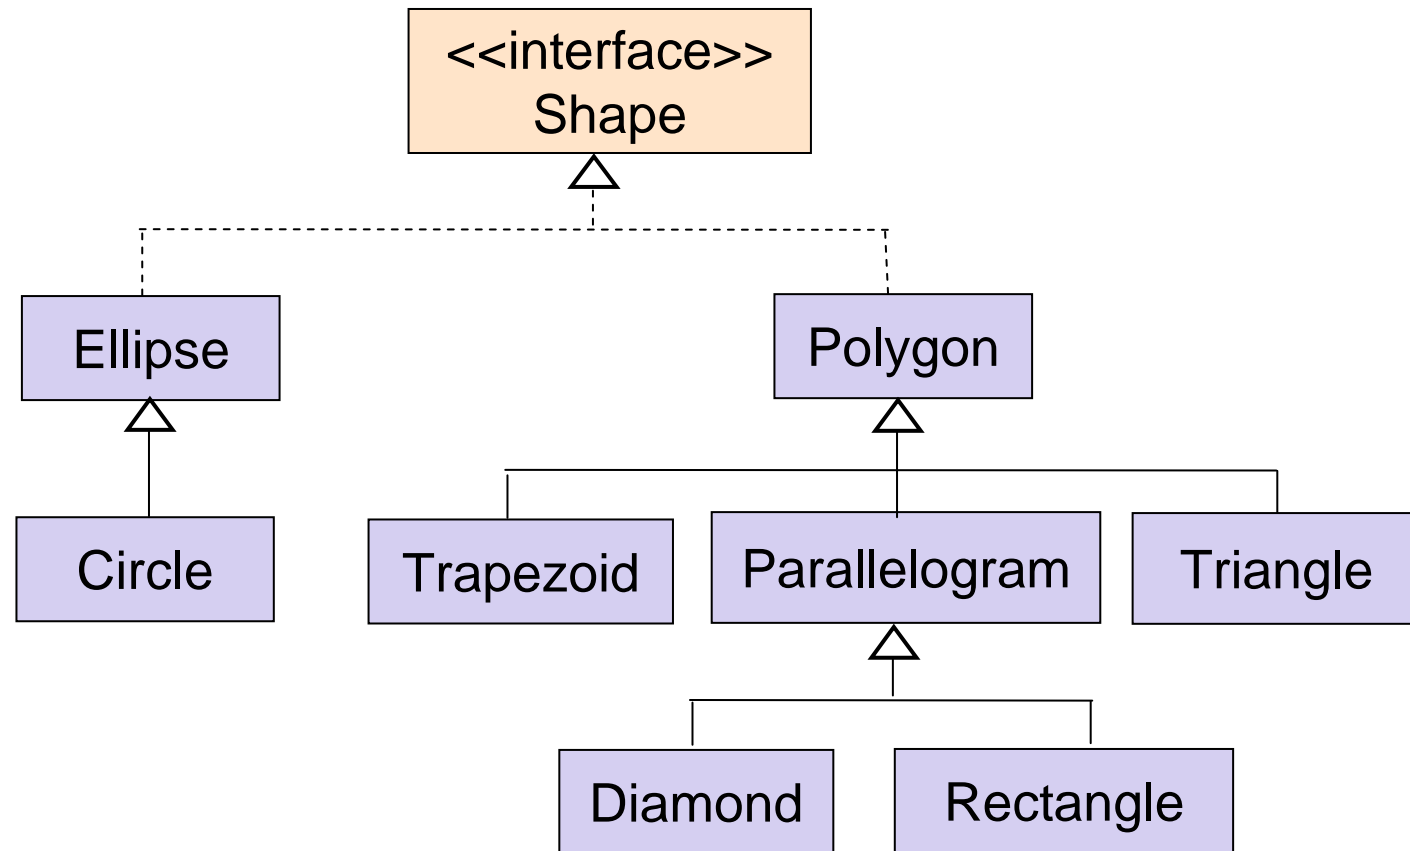 <<interface>>
Shape
Ellipse
Polygon
Circle
Trapezoid
Parallelogram
Triangle
Diamond
Rectangle